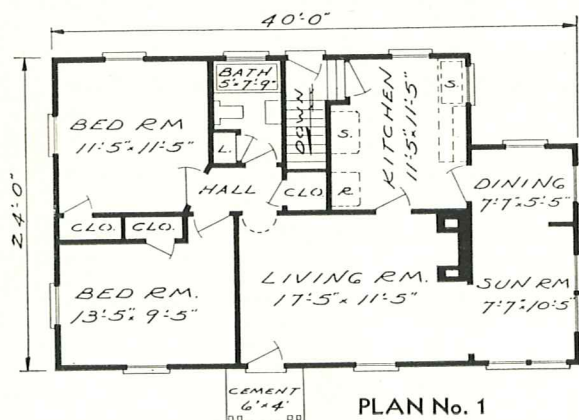 40'-0"
24'-0"
BATH
5'x 7'-9"
BED RM
11'-5" x 11'-5"
L.
DOWN
KITCHEN
11'-5" x 11'-5"
S.
S.
R
HALL
CLO
CLO.
CLO.
DINING
7'-7" x 5'-5"
BED RM.
13'-5" x 9'-5"
LIVING RM.
17'-5" x 11'-5"
SUN RM
7'-7" x 10'-5"
CEMENT
6' x 4'
PLAN No. 1